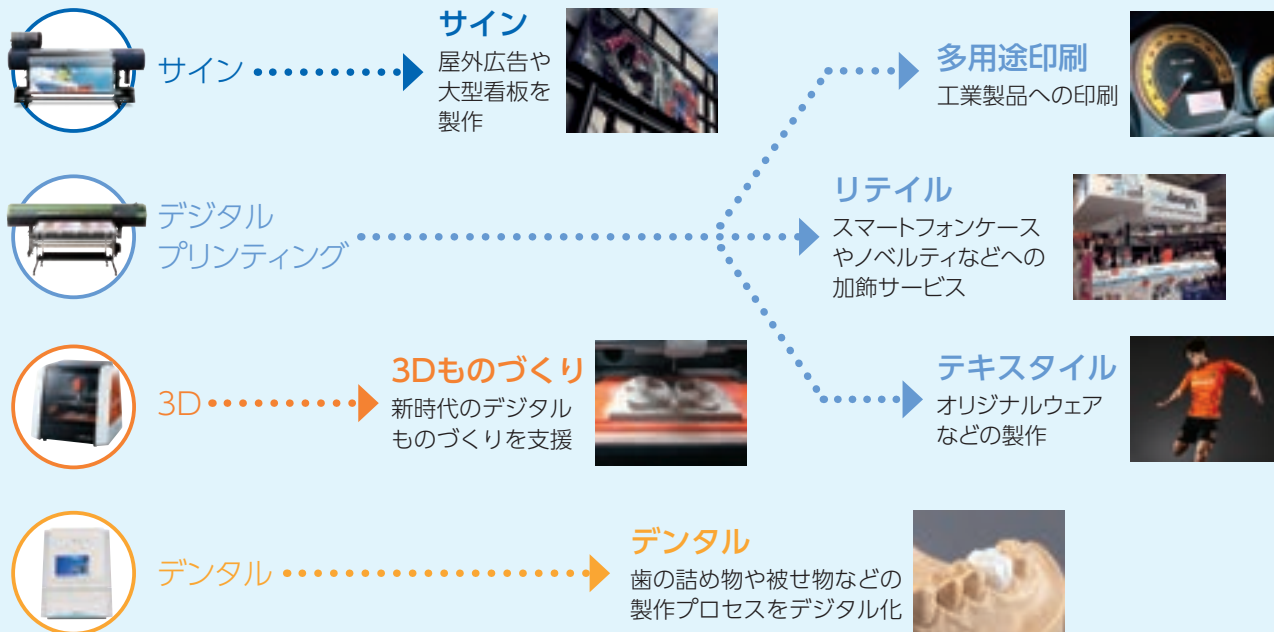 サイン
サイン
屋外広告や
大型看板を
製作
デジタル
プリンティング
多用途印刷
工業製品への印刷
リテイル
スマートフォンケース
やノベルティなどへの
加飾サービス
テキスタイル
オリジナルウェア
などの製作
3D
3Dものづくり
新時代のデジタル
ものづくりを支援
デンタル
デンタル
歯の詰め物や被せ物などの
製作プロセスをデジタル化